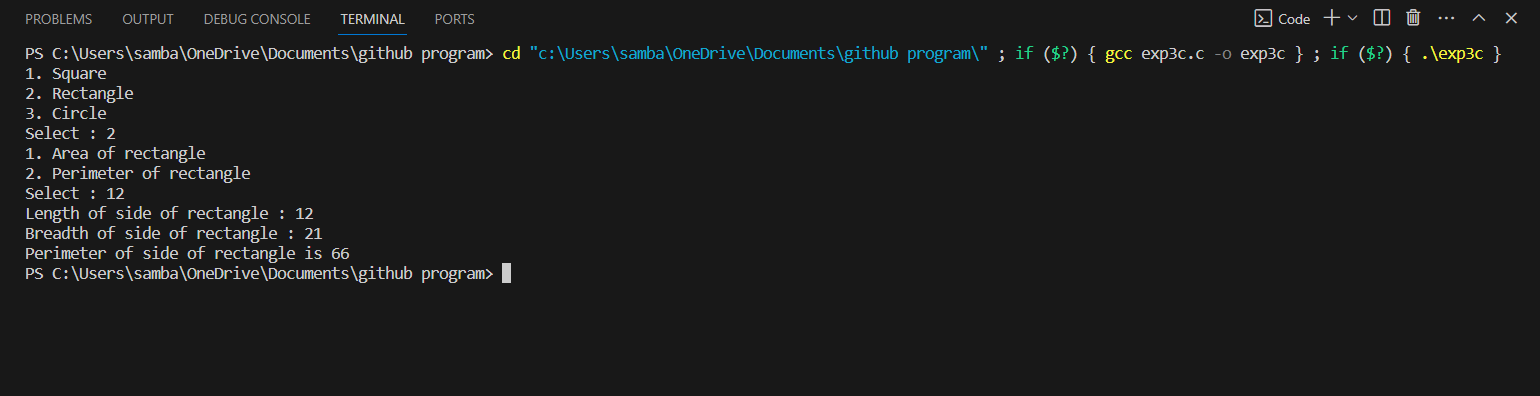 PROBLEMS OUTPUT DEBUG CONSOLE TERMINAL PORTS Code
PS C:\Users\samba\OneDrive\Documents\github program> cd "c:\Users\samba\OneDrive\Documents\github program\" ; if ($?) { gcc exp3c.c -o exp3c } ; if ($?) { .\exp3c }
1. Square
2. Rectangle
3. Circle
Select : 2
1. Area of rectangle
2. Perimeter of rectangle
Select : 12
Length of side of rectangle : 12
Breadth of side of rectangle : 21
Perimeter of side of rectangle is 66
PS C:\Users\samba\OneDrive\Documents\github program>